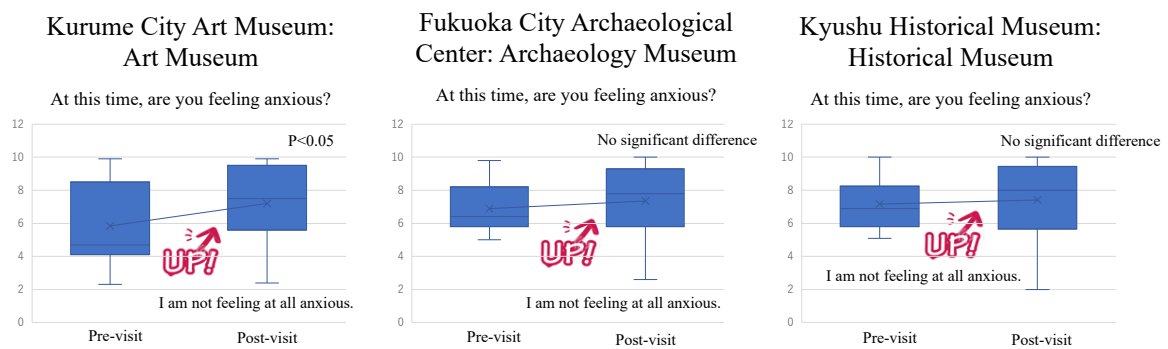 Kurume City Art Museum:
Art Museum
At this time, are you feeling anxious?
12
10
8
6
4
2
0
P<0.05
UP!
I am not feeling at all anxious.
Pre-visit
Post-visit
Fukuoka City Archaeological
Center: Archaeology Museum
At this time, are you feeling anxious?
12
10
8
6
4
2
0
No significant difference
UP!
I am not feeling at all anxious.
Pre-visit
Post-visit
Kyushu Historical Museum:
Historical Museum
At this time, are you feeling anxious?
12
10
8
6
4
2
0
No significant difference
UP!
I am not feeling at all anxious.
Pre-visit
Post-visit